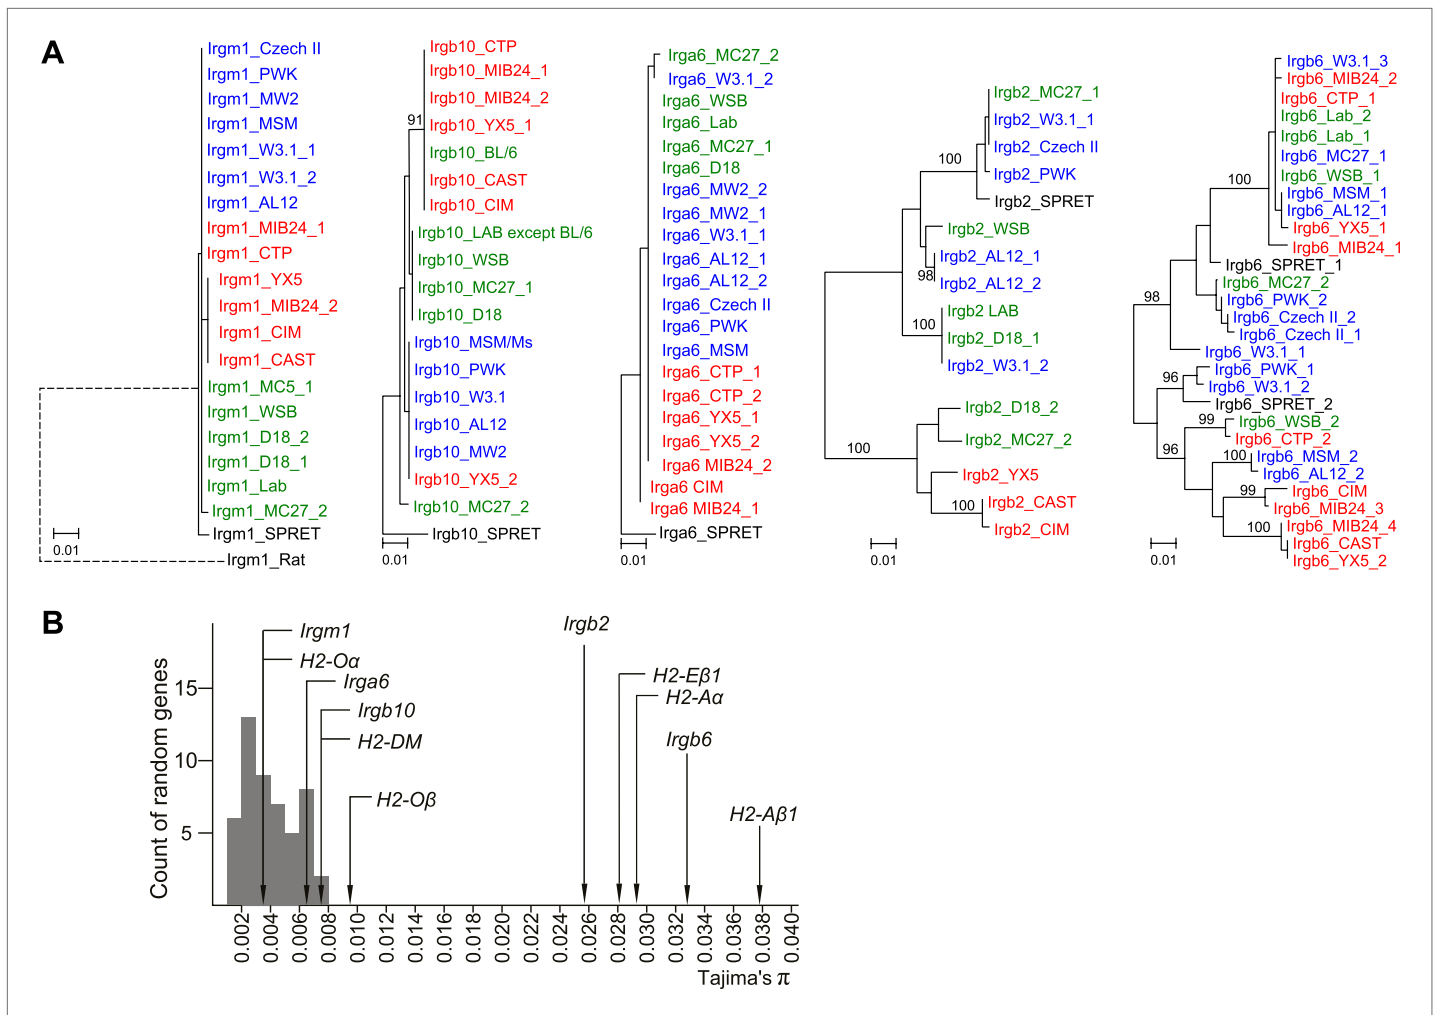 A
Irgm1_Czech II
Irgm1_PWK
Irgm1_MW2
Irgm1_MSM
Irgm1_W3.1_1
Irgm1_W3.1_2
Irgm1_AL12
Irgm1_MIB24_1
Irgm1_CTP
Irgm1_YX5
Irgm1_MIB24_2
Irgm1_CIM
Irgm1_CAST
Irgm1_MC5_1
Irgm1_WSB
Irgm1_D18_2
Irgm1_D18_1
Irgm1_Lab
Irgm1_MC27_2
Irgm1_SPRET
Irgm1_Rat
0.01
Irgb10_CTP
Irgb10_MIB24_1
Irgb10_MIB24_2
91
Irgb10_YX5_1
Irgb10_BL/6
Irgb10_CAST
Irgb10_CIM
Irgb10_LAB except BL/6
Irgb10_WSB
Irgb10_MC27_1
Irgb10_D18
Irgb10_MSM/Ms
Irgb10_PWK
Irgb10_W3.1
Irgb10_AL12
Irgb10_MW2
Irgb10_YX5_2
Irgb10_MC27_2
Irgb10_SPRET
0.01
Irga6_MC27_2
Irga6_W3.1_2
Irga6_WSB
Irga6_Lab
Irga6_MC27_1
Irga6_D18
Irga6_MW2_2
Irga6_MW2_1
Irga6_W3.1_1
Irga6_AL12_1
Irga6_AL12_2
Irga6_Czech II
Irga6_PWK
Irga6_MSM
Irga6_CTP_1
Irga6_CTP_2
Irga6_YX5_1
Irga6_YX5_2
Irga6 MIB24_2
Irga6 CIM
Irga6 MIB24_1
Irga6_SPRET
0.01
Irgb2_MC27_1
Irgb2_W3.1_1
Irgb2_Czech II
100
Irgb2_PWK
Irgb2_SPRET
Irgb2_WSB
Irgb2_AL12_1
98
Irgb2_AL12_2
Irgb2 LAB
100
Irgb2_D18_1
Irgb2_W3.1_2
Irgb2_D18_2
Irgb2_MC27_2
100
Irgb2_YX5
Irgb2_CAST
100
Irgb2_CIM
0.01
Irgb6_W3.1_3
Irgb6_MIB24_2
Irgb6_CTP_1
Irgb6_Lab_2
Irgb6_Lab_1
Irgb6_MC27_1
Irgb6_WSB_1
100
Irgb6_MSM_1
Irgb6_AL12_1
Irgb6_YX5_1
Irgb6_MIB24_1
Irgb6_SPRET_1
Irgb6_MC27_2
98
Irgb6_PWK_2
Irgb6_Czech II_2
Irgb6_Czech II_1
Irgb6_W3.1_1
Irgb6_PWK_1
96
Irgb6_W3.1_2
Irgb6_SPRET_2
99
Irgb6_WSB_2
Irgb6_CTP_2
96
100
Irgb6_MSM_2
Irgb6_AL12_2
99
Irgb6_CIM
Irgb6_MIB24_3
100
Irgb6_MIB24_4
Irgb6_CAST
Irgb6_YX5_2
0.01
B
Count of random genes
15
10
5
Irgm1
H2-Oα
Irga6
Irgb10
H2-DM
H2-Oβ
Irgb2
H2-Eβ1
H2-Aα
Irgb6
H2-Aβ1
0.002
0.004
0.006
0.008
0.010
0.012
0.014
0.016
0.018
0.020
0.022
0.024
0.026
0.028
0.030
0.032
0.034
0.036
0.038
0.040
Tajima's π